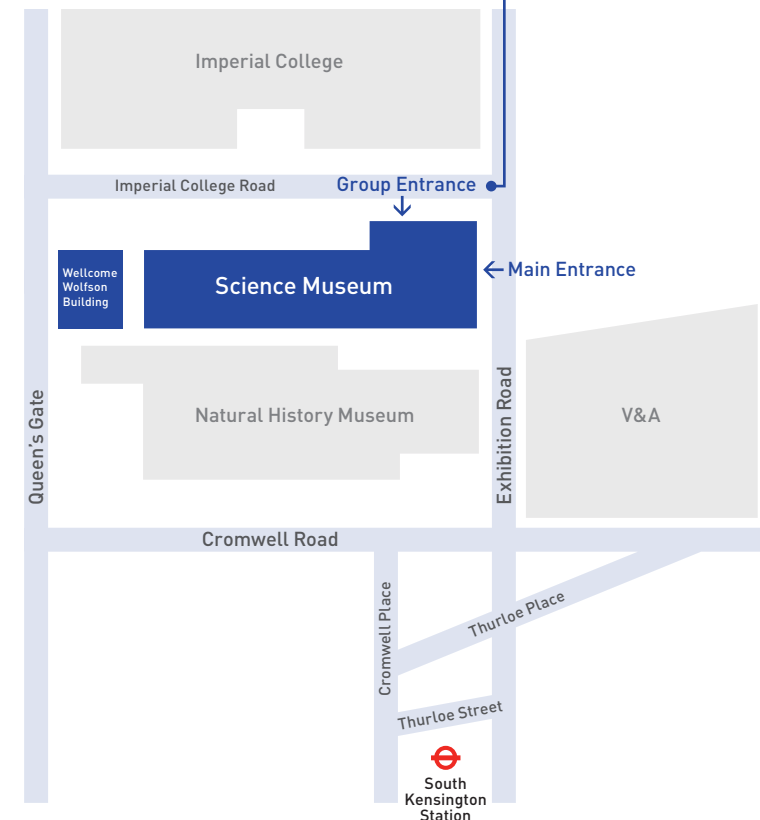 Imperial College
Imperial College Road
Group Entrance
Main Entrance
Wellcome
Wolfson
Building
Science Museum
Queen's Gate
Natural History Museum
Exhibition Road
V&A
Cromwell Road
Cromwell Place
Thurloe Place
Thurloe Street
South
Kensington
Station